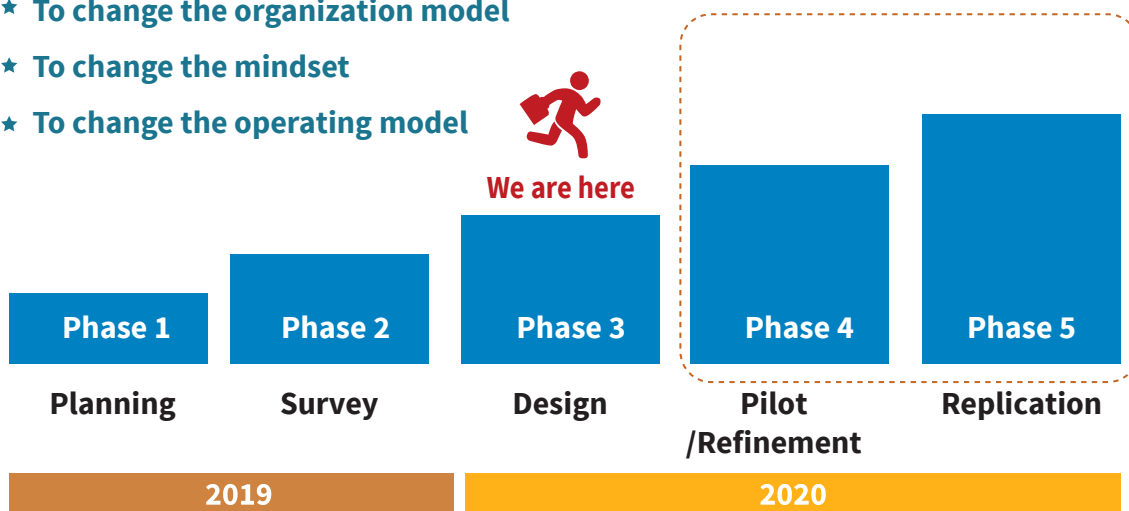 To change the organization model
To change the mindset
To change the operating model
We are here
Phase 1
Phase 2
Phase 3
Phase 4
Phase 5
Planning
Survey
Design
Pilot
/Refinement
Replication
2019
2020